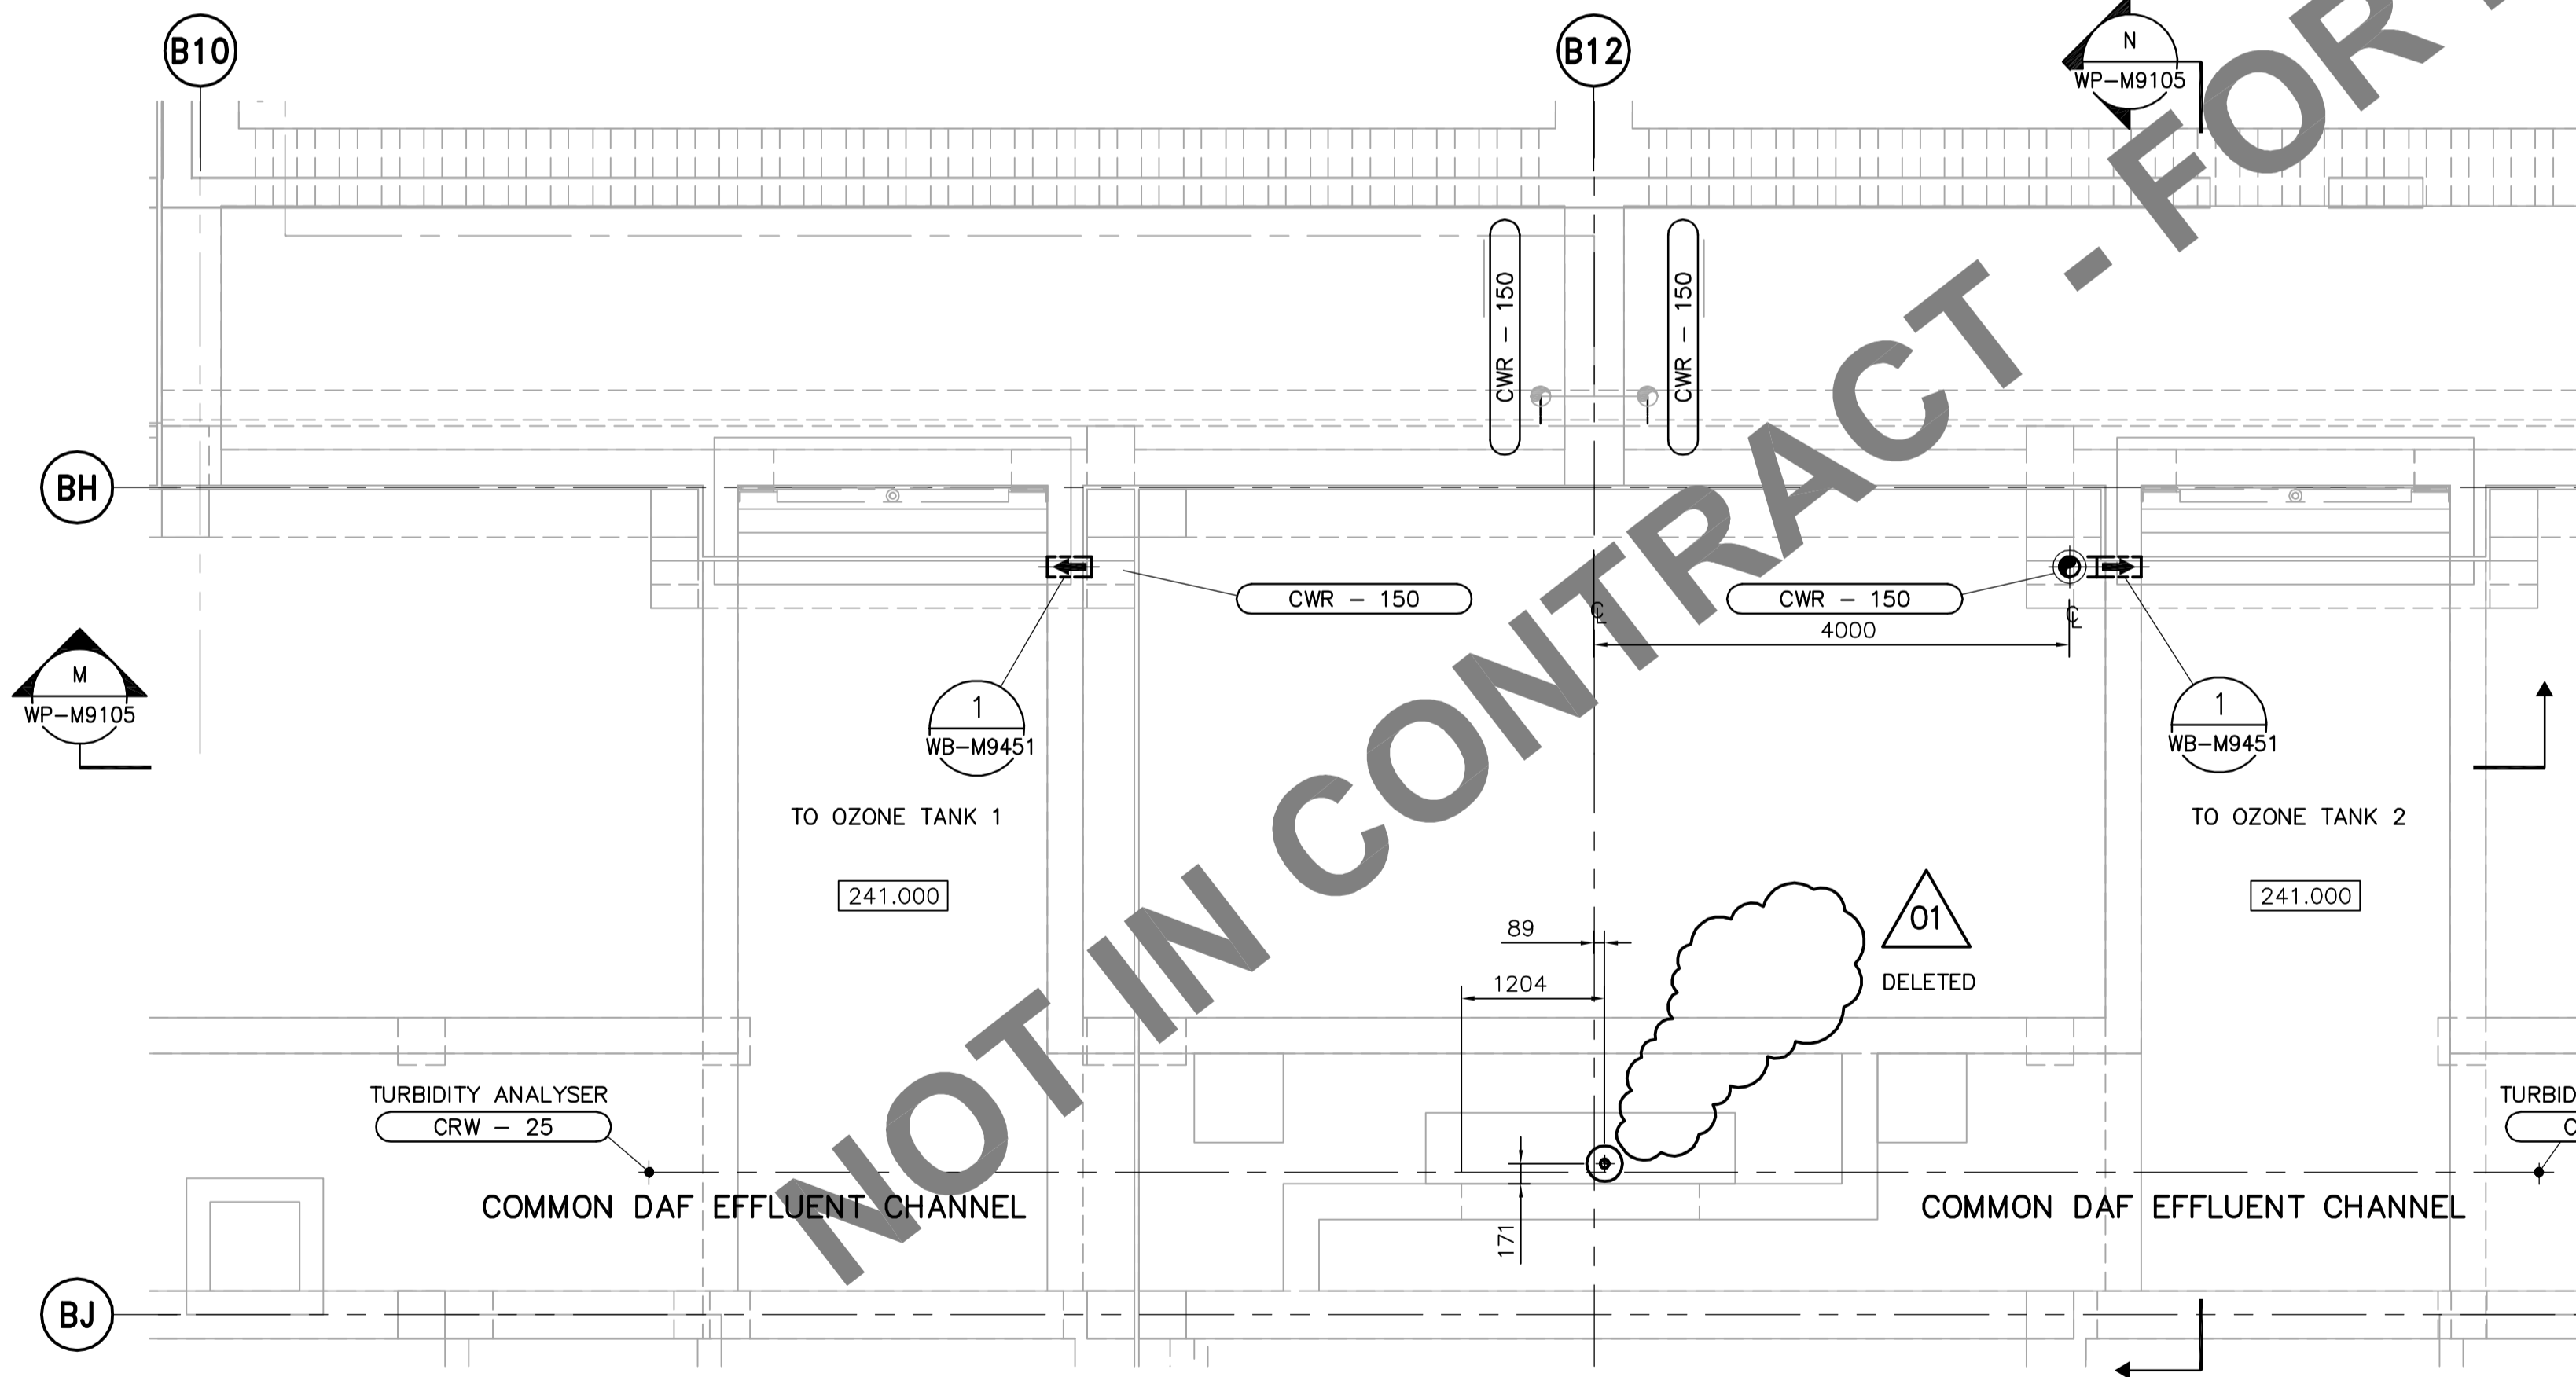 B10
B12
N
WP-M9105
CWR - 150
CWR - 150
BH
CWR - 150
CWR - 150
℄
℄
4000
M
WP-M9105
1
WB-M9451
1
WB-M9451
TO OZONE TANK 1
TO OZONE TANK 2
241.000
241.000
89
01
1204
DELETED
TURBIDITY ANALYSER
CRW - 25
TURBID
C
COMMON DAF EFFLUENT CHANNEL
COMMON DAF EFFLUENT CHANNEL
171
BJ
NOT IN CONTRACT - FOR